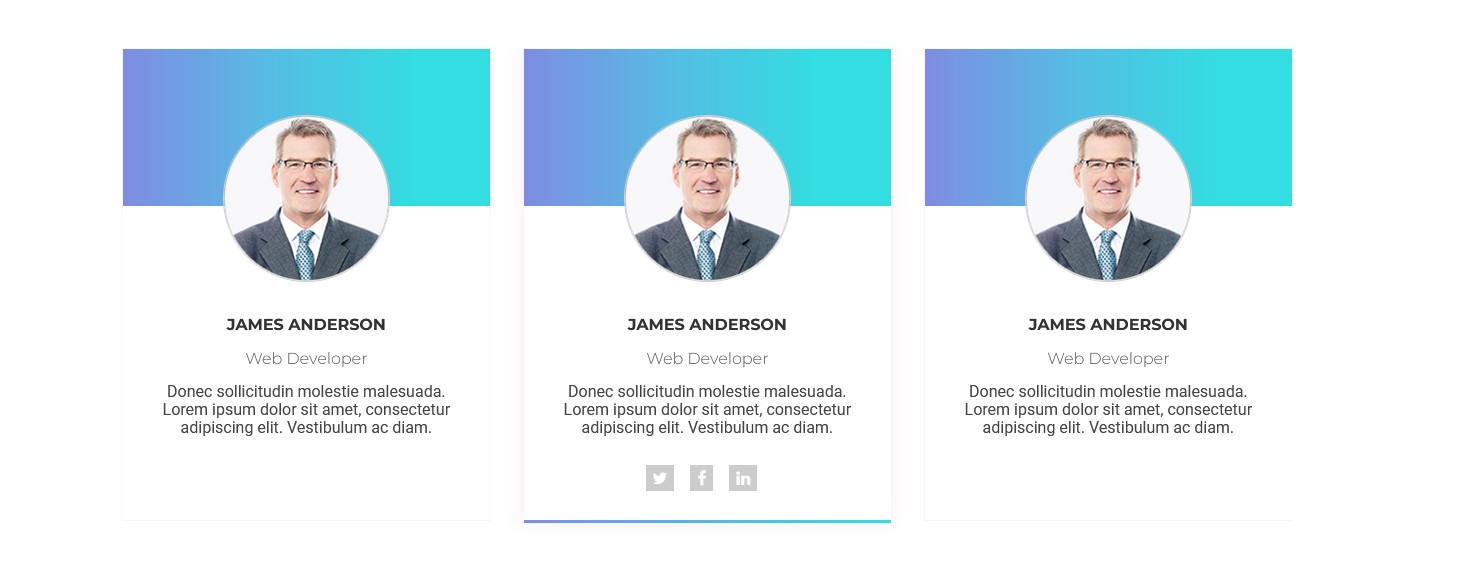 JAMES ANDERSON
Web Developer
Donec sollicitudin molestie malesuada.
Lorem ipsum dolor sit amet, consectetur
adipiscing elit. Vestibulum ac diam.
JAMES ANDERSON
Web Developer
Donec sollicitudin molestie malesuada.
Lorem ipsum dolor sit amet, consectetur
adipiscing elit. Vestibulum ac diam.
JAMES ANDERSON
Web Developer
Donec sollicitudin molestie malesuada.
Lorem ipsum dolor sit amet, consectetur
adipiscing elit. Vestibulum ac diam.